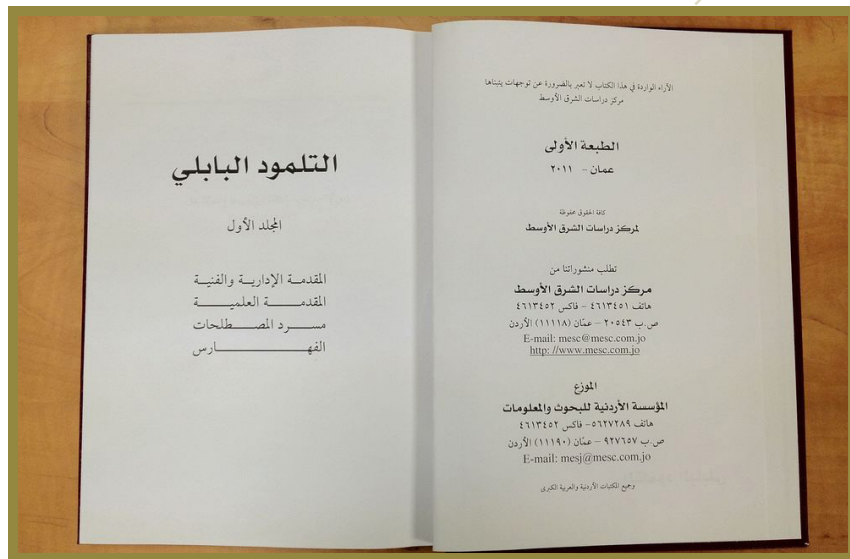 الآراء الواردة في هذا الكتاب لا تعبر بالضرورة عن توجهات يتبناها
مركز دراسات الشرق الأوسط
الطبعة الأولى
عمان - ٢٠١١
كافة الحقوق محفوظة
لمركز دراسات الشرق الأوسط
تطلب منشوراتنا من
مركز دراسات الشرق الأوسط
هاتف ٤٦١٣٤٥١ - فاكس ٤٦١٣٤٥٢
ص.ب ٢٠٥٤٣ - عمّان (١١١١٨) الأردن
E-mail: mesc@mesc.com.jo
http: //www.mesc.com.jo
الموزع
المؤسسة الأردنية للبحوث والمعلومات
هاتف ٥٦٢٧٢٨٩- فاكس ٤٦١٣٤٥٢
ص.ب ٩٢٧٦٥٧ - عمّان (١١١٩٠) الأردن
E-mail: mesj@mesc.com.jo
وجميع المكتبات الأردنية والعربية الكبرى
التلمود البابلي
المجلد الأول
المقدمة الإدارية والفنية
المقدمة العلمية
مسرد المصطلحات
الفهارس